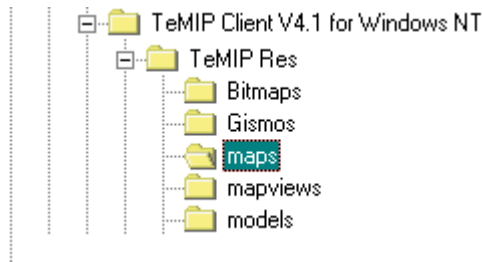 TeMIP Client V4.1 for Windows NT
TeMIP Res
Bitmaps
Gismos
maps
mapviews
models